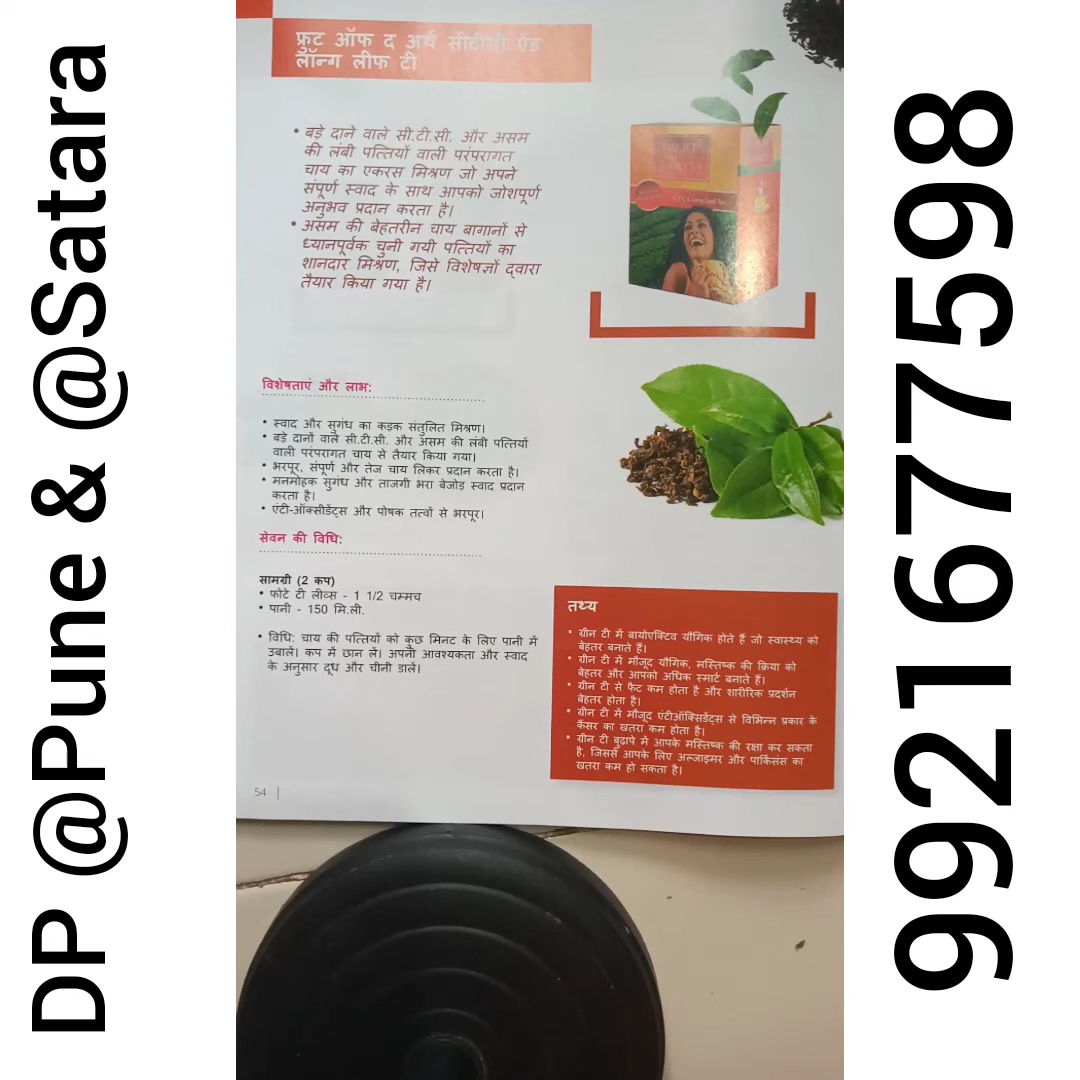 DP @Pune & @Satara
फ्रुट ऑफ द अर्थ सीटीसी ऐंड
लॉन्ग लीफ टी
• बड़े दाने वाले सी.टी.सी. और असम
की लंबी पत्तियों वाली परंपरागत
चाय का एकरस मिश्रण जो अपने
संपूर्ण स्वाद के साथ आपको जोशपूर्ण
अनुभव प्रदान करता है।
• असम की बेहतरीन चाय बागानों से
ध्यानपूर्वक चुनी गयी पत्तियों का
शानदार मिश्रण, जिसे विशेषज्ञों द्वारा
तैयार किया गया है।
विशेषताएं और लाभ:
• स्वाद और सुगंध का कड़क संतुलित मिश्रण।
• बड़े दानों वाले सी.टी.सी. और असम की लंबी पत्तियों
वाली परंपरागत चाय से तैयार किया गया।
• भरपूर, संपूर्ण और तेज चाय लिकर प्रदान करता है।
• मनमोहक सुगंध और ताजगी भरा बेजोड़ स्वाद प्रदान
करता है।
• एंटी-ऑक्सीडेंट्स और पोषक तत्वों से भरपूर।
सेवन की विधि:
सामग्री (2 कप)
• फोटे टी लीव्स - 1 1/2 चम्मच
• पानी - 150 मि.ली.
• विधि: चाय की पत्तियों को कुछ मिनट के लिए पानी में
उबालें। कप में छान लें। अपनी आवश्यकता और स्वाद
के अनुसार दूध और चीनी डालें।
तथ्य
• ग्रीन टी में बायोएक्टिव यौगिक होते हैं जो स्वास्थ्य को
बेहतर बनाते हैं।
• ग्रीन टी में मौजूद यौगिक, मस्तिष्क की क्रिया को
बेहतर और आपको अधिक स्मार्ट बनाते हैं।
• ग्रीन टी से फैट कम होता है और शारीरिक प्रदर्शन
बेहतर होता है।
• ग्रीन टी में मौजूद एंटीऑक्सिडेंट्स से विभिन्न प्रकार के
कैंसर का खतरा कम होता है।
• ग्रीन टी बुढ़ापे में आपके मस्तिष्क की रक्षा कर सकता
है, जिससे आपके लिए अल्जाइमर और पार्किंसस का
खतरा कम हो सकता है।
54 |
9921677598